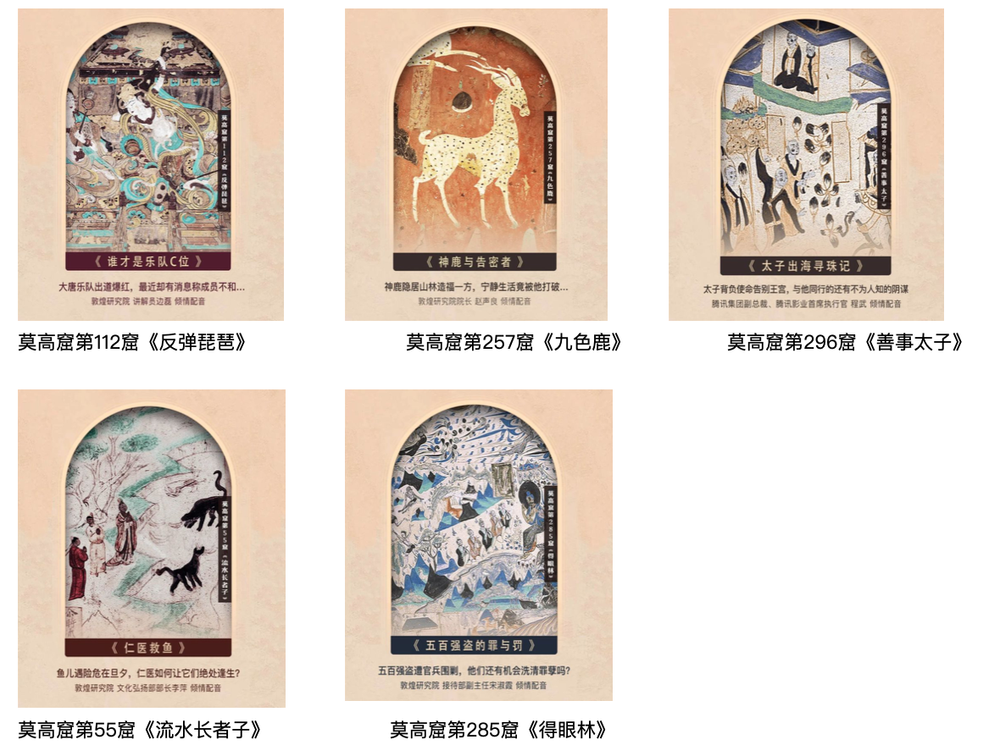 莫高窟第112窟《反弹琵琶》
《 谁才是乐队C位 》
大唐乐队出道爆红，最近却有消息称成员不和...
敦煌研究院 讲解员边磊 倾情配音
莫高窟第112窟《反弹琵琶》
莫高窟第257窟《九色鹿》
《 神鹿与告密者 》
神鹿隐居山林造福一方，宁静生活竟被他打破...
敦煌研究院院长 赵声良 倾情配音
莫高窟第257窟《九色鹿》
莫高窟第296窟《善事太子》
《 太子出海寻珠记 》
太子背负使命告别王宫，与他同行的还有不为人知的阴谋
腾讯集团副总裁、腾讯影业首席执行官 程武 倾情配音
莫高窟第296窟《善事太子》
莫高窟第55窟《流水长者子》
《 仁医救鱼 》
鱼儿遇险危在旦夕，仁医如何让它们绝处逢生?
敦煌研究院 文化弘扬部部长李萍 倾情配音
莫高窟第55窟《流水长者子》
莫高窟第285窟《得眼林》
《 五百强盗的罪与罚 》
五百强盗遭官兵围剿，他们还有机会洗清罪孽吗?
敦煌研究院 接待部副主任宋淑霞 倾情配音
莫高窟第285窟《得眼林》